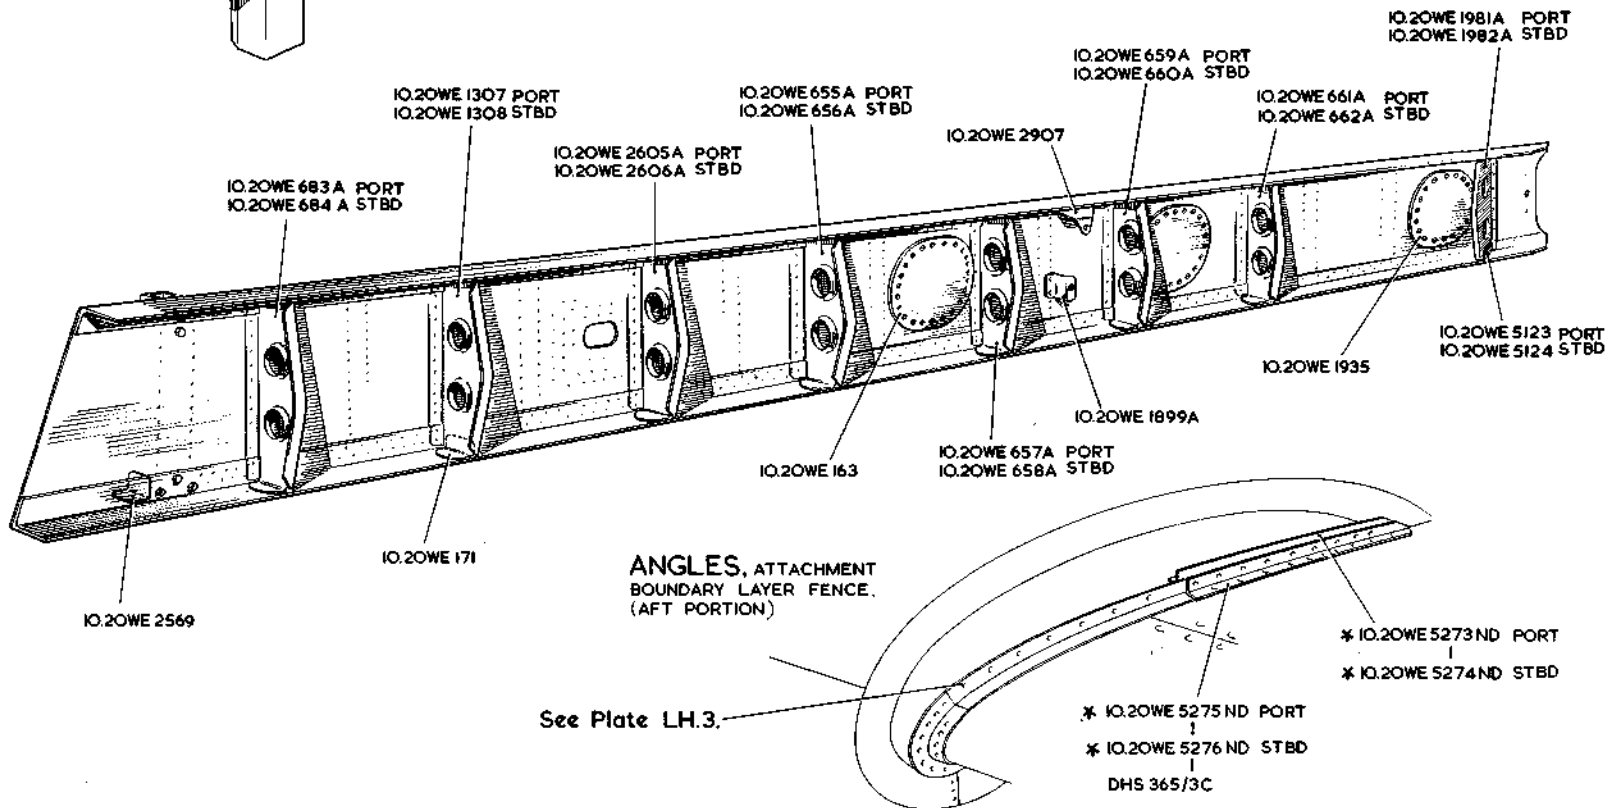 10.20WE 1981A PORT
10.20WE 1982A STBD
10.20WE 659A PORT
10.20WE 660A STBD
10.20WE 1307 PORT
10.20WE 1308 STBD
10.20WE 655A PORT
10.20WE 656A STBD
10.20WE 661A PORT
10.20WE 662A STBD
10.20WE 2907
10.20WE 2605A PORT
10.20WE 2606A STBD
10.20WE 683A PORT
10.20WE 684A STBD
10.20WE 5123 PORT
10.20WE 5124 STBD
10.20WE 1935
10.20WE 1899A
10.20WE 657A PORT
10.20WE 658A STBD
10.20WE 163
10.20WE 171
10.20WE 2569
ANGLES, ATTACHMENT
BOUNDARY LAYER FENCE.
(AFT PORTION)
* 10.20WE 5273ND PORT
* 10.20WE 5274ND STBD
See Plate LH.3.
* 10.20WE 5275ND PORT
* 10.20WE 5276ND STBD
DHS 365/3C